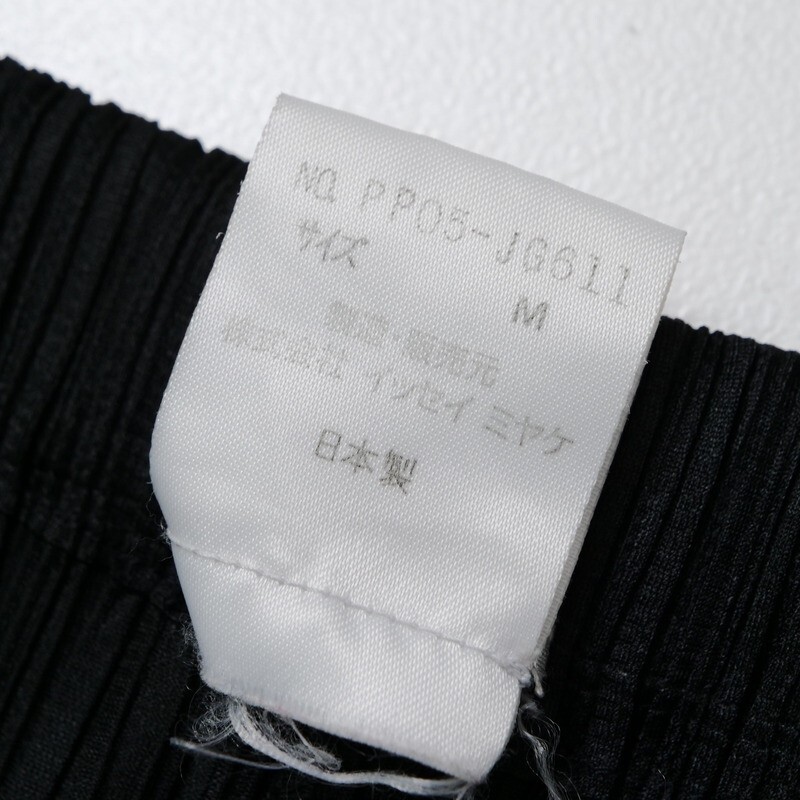 NO. PP05-JG611
サイズ
M
製造・販売元
株式会社 イッセイ ミヤケ
日本製